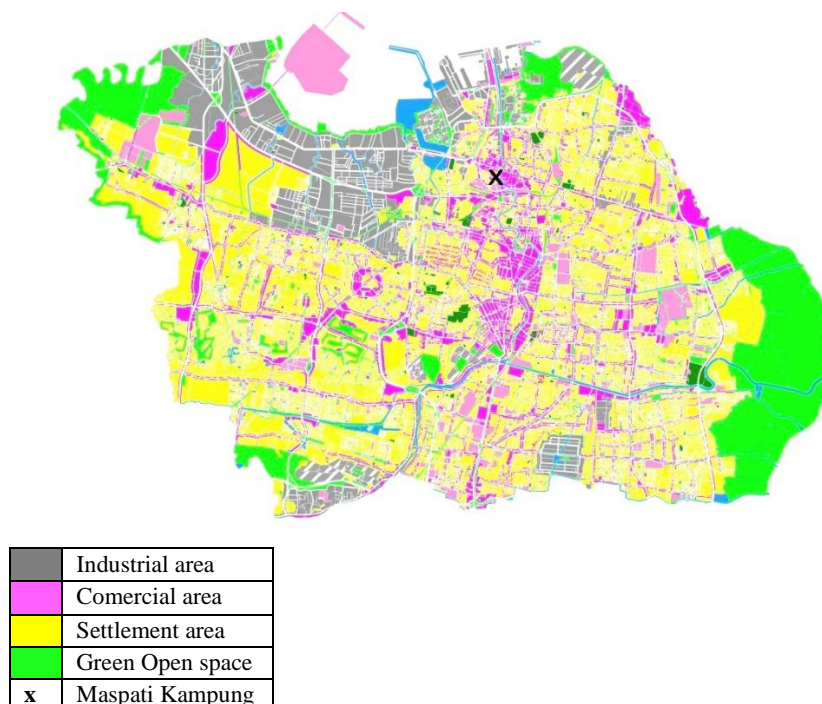 X
Industrial area
Comercial area
Settlement area
Green Open space
x Maspati Kampung